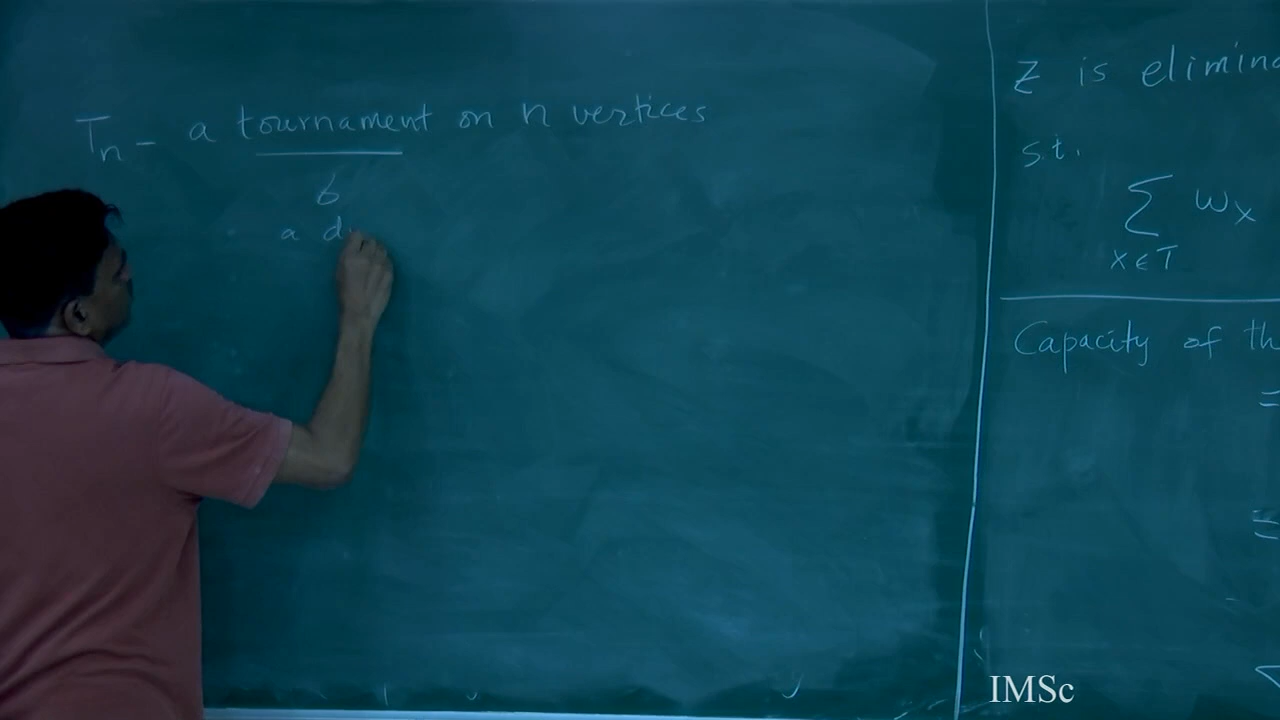 Tₙ - a tournament on n vertices
a
Z is elimina
s.t.
∑ w_x
x∈T
Capacity of th
=
=
IMSc